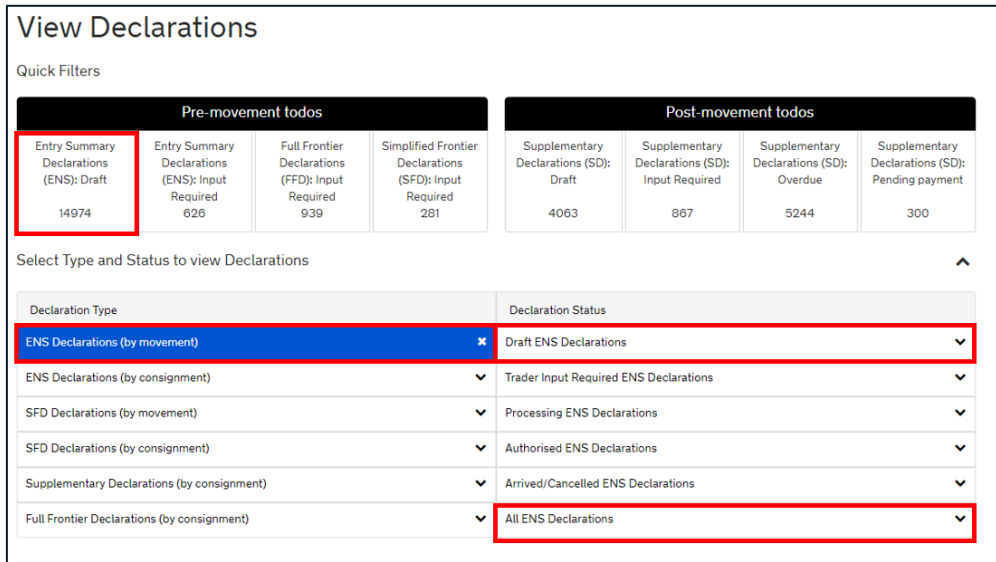 View Declarations
Quick Filters
Pre-movement todos
Entry Summary
Declarations
(ENS): Draft
14974
Entry Summary
Declarations
(ENS): Input
Required
626
Full Frontier
Declarations
(FFD): Input
Required
939
Simplified Frontier
Declarations
(SFD): Input
Required
281
Post-movement todos
Supplementary
Declarations (SD):
Draft
4063
Supplementary
Declarations (SD):
Input Required
867
Supplementary
Declarations (SD):
Overdue
5244
Supplementary
Declarations (SD):
Pending payment
300
Select Type and Status to view Declarations
Declaration Type
Declaration Status
ENS Declarations (by movement)
Draft ENS Declarations
ENS Declarations (by consignment)
Trader Input Required ENS Declarations
SFD Declarations (by movement)
Processing ENS Declarations
SFD Declarations (by consignment)
Authorised ENS Declarations
Supplementary Declarations (by consignment)
Arrived/Cancelled ENS Declarations
Full Frontier Declarations (by consignment)
All ENS Declarations